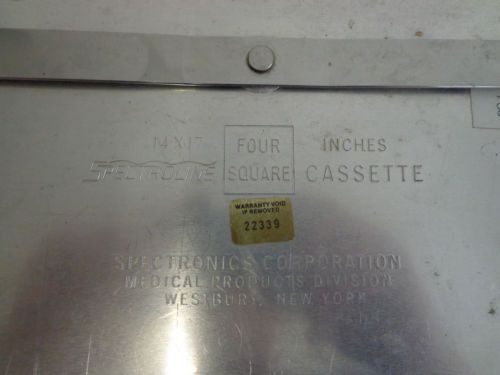 14 X 17 FOUR INCHES
SPECTROLINE SQUARE CASSETTE
WARRANTY VOID
IF REMOVED
22339
SPECTRONICS CORPORATION
MEDICAL PRODUCTS DIVISION
WESTBURY, NEW YORK